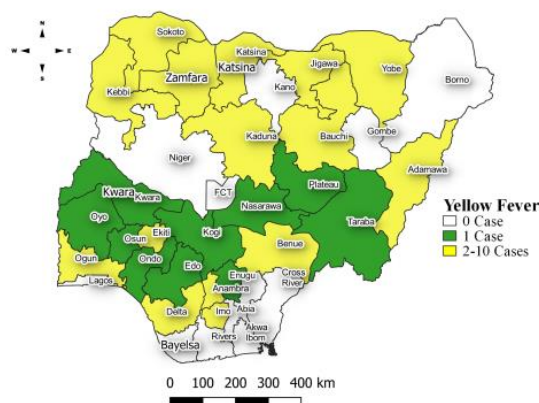 N
W E
S
Sokoto
Katsina
Katsina
Jigawa
Yobe
Borno
Kebbi
Zamfara
Kano
Kaduna
Bauchi
Gombe
Adamawa
Niger
FCT
Plateau
Kwara
Kwara
Nasarawa
Taraba
Oyo
Osun
Ekiti
Kogi
Benue
Ogun
Ondo
Edo
Enugu
Cross
River
Lagos
Anambra
Delta
Imo
Abia
Akwa
Ibom
Bayelsa
Rivers
Yellow Fever
0 Case
1 Case
2-10 Cases
0 100 200 300 400 km